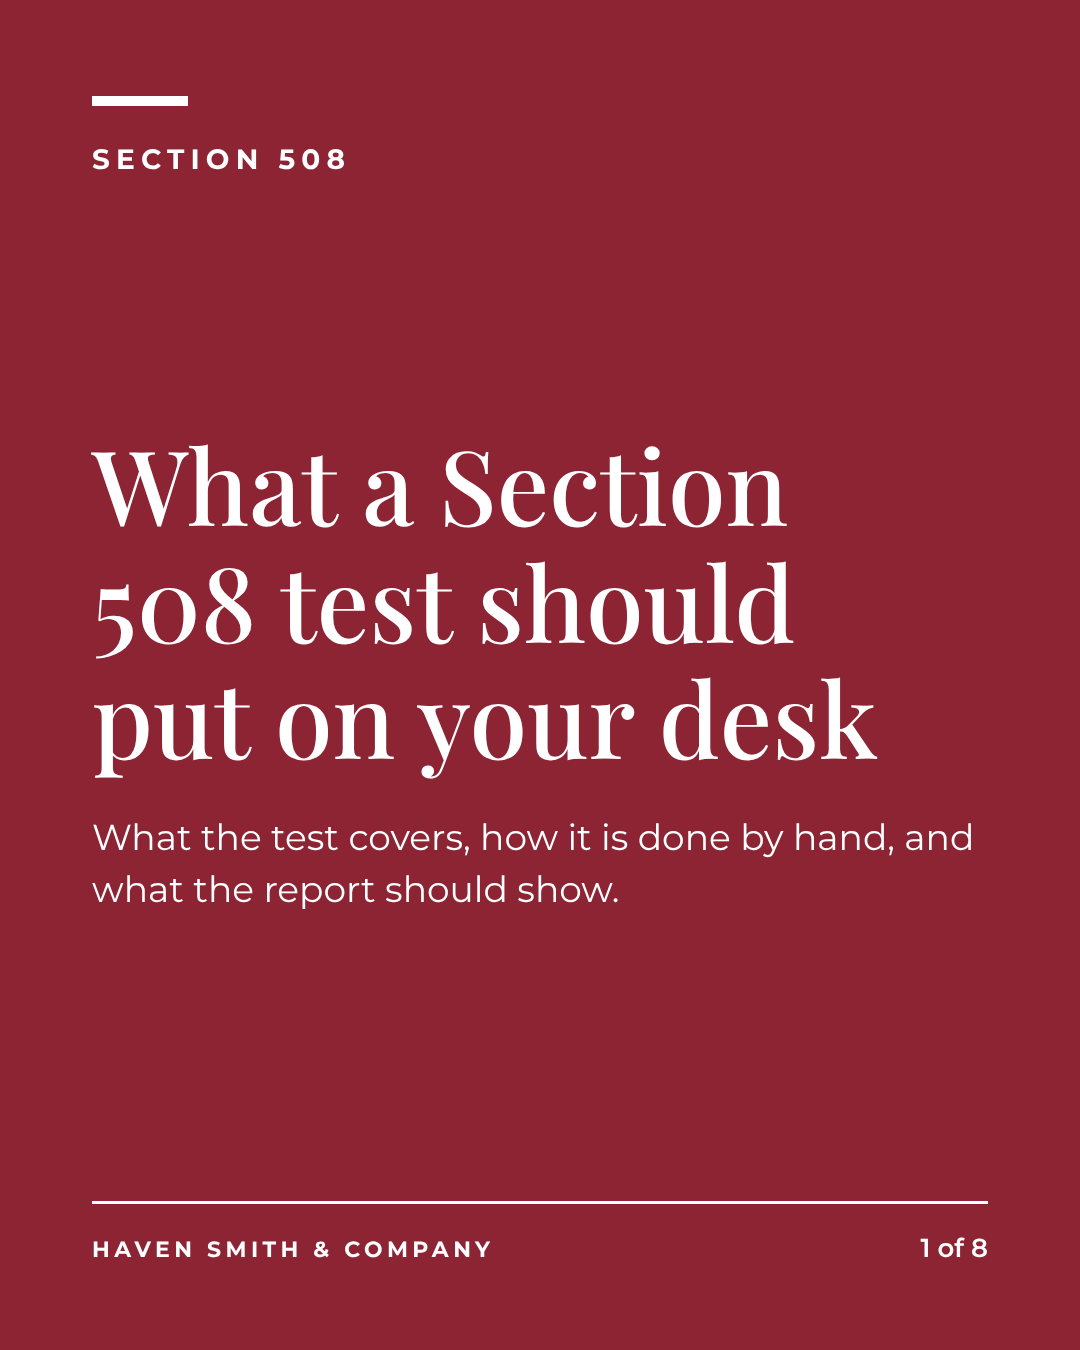 SECTION 508
What a Section
508 test should
put on your desk
What the test covers, how it is done by hand, and
what the report should show.
HAVEN SMITH & COMPANY
1 of 8